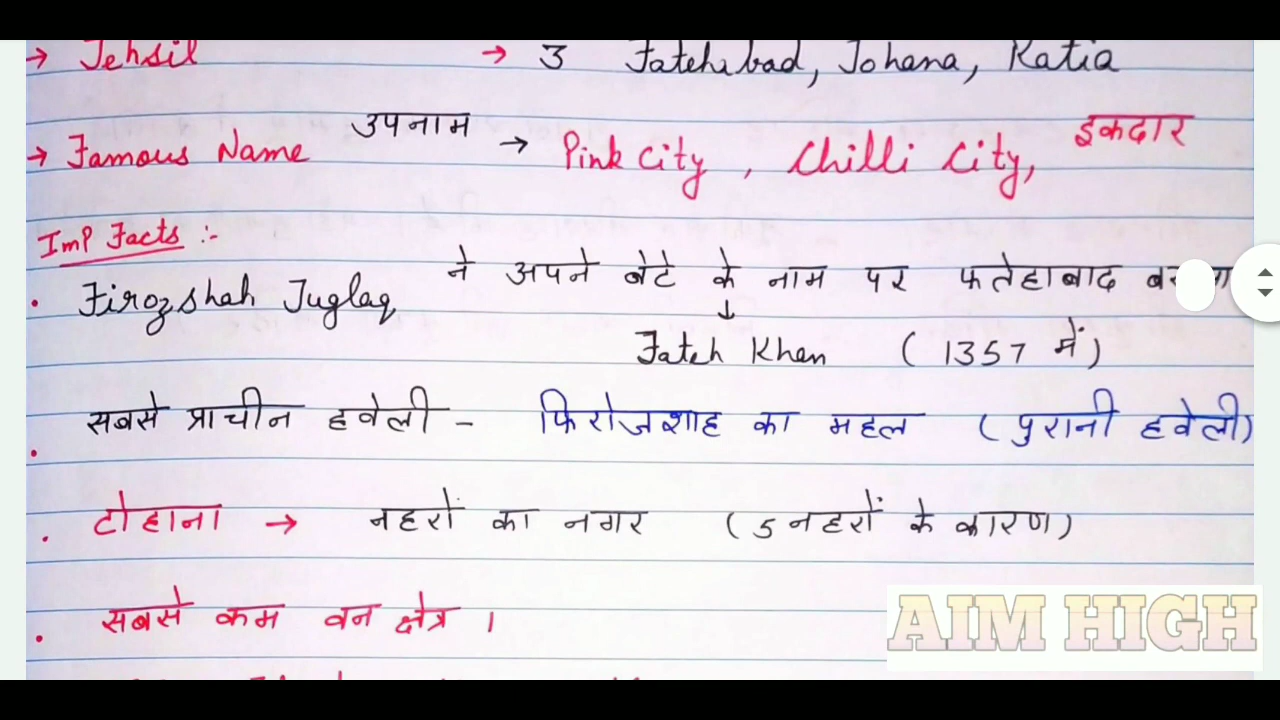 → Tehsil → 3 Fatehabad, Tohana, Ratia
→ Famous Name उपनाम → Pink City, Chilli City, इकदार
Imp Facts :-
• Firozshah Tuglaq ने अपने बेटे के नाम पर फतेहाबाद
↓
Fateh Khan (1357 में)
• सबसे प्राचीन हवेली - फिरोजशाह का महल (पुरानी हवेली)
• टोहाना → नहरों का नगर (5 नहरों के कारण)
• सबसे कम वन क्षेत्र ।
AIM HIGH